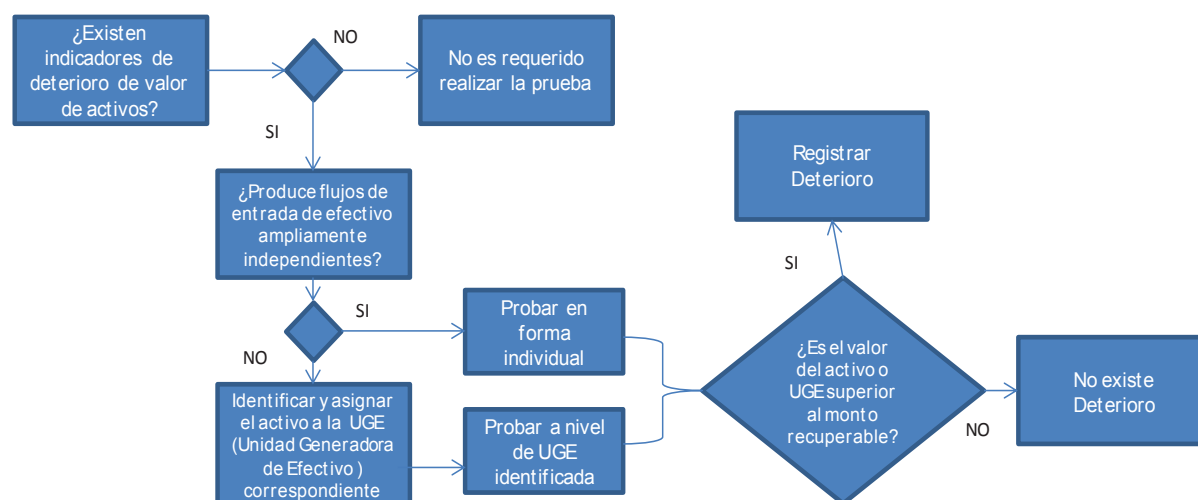 ¿Existen
indicadores de
deterioro de valor
de activos?
NO
No es requerido
realizar la prueba
SI
¿Produce flujos de
entrada de efectivo
ampliamente
independientes?
SI
NO
Probar en
forma
individual
Identificar y asignar
el activo a la UGE
(Unidad Generadora
de Efectivo )
correspondiente
Probar a nivel
de UGE
identificada
¿Es el valor
del activo o
UGE superior
al monto
recuperable?
SI
Registrar
Deterioro
NO
No existe
Deterioro